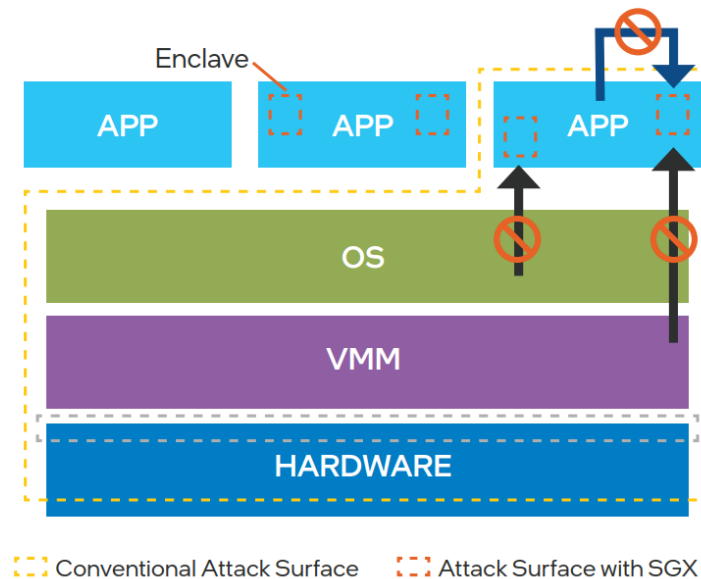 Enclave
APP
APP
APP
OS
VMM
HARDWARE
Conventional Attack Surface
Attack Surface with SGX